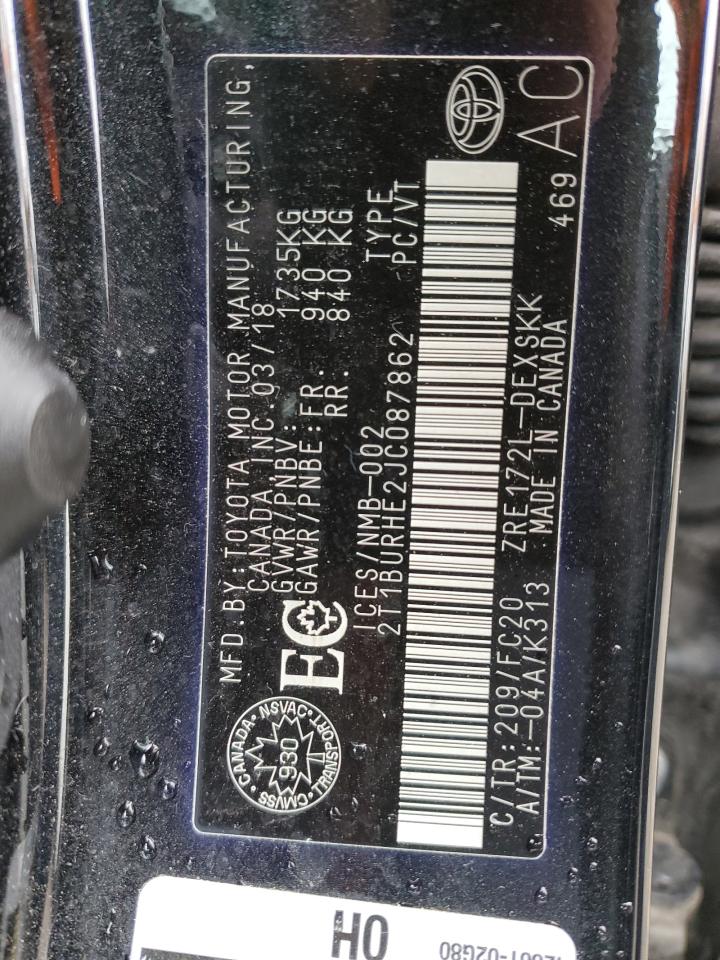 MFD.BY:TOYOTA MOTOR MANUFACTURING,
CANADA INC.03/18
GVWR/PNBV: 1735KG
GAWR/PNBE:FR. 940 KG
RR. 840 KG
CANADA·NSVAC·TRANSPORT·CMVSS·
930
EC
ICES/NMB-002 TYPE
2T1BURHE2JC087862 PC/VT
C/TR:209/FC20 ZRE172L-DEXSKK
A/TM:-04A/K313 MADE IN CANADA
469 AC
OH